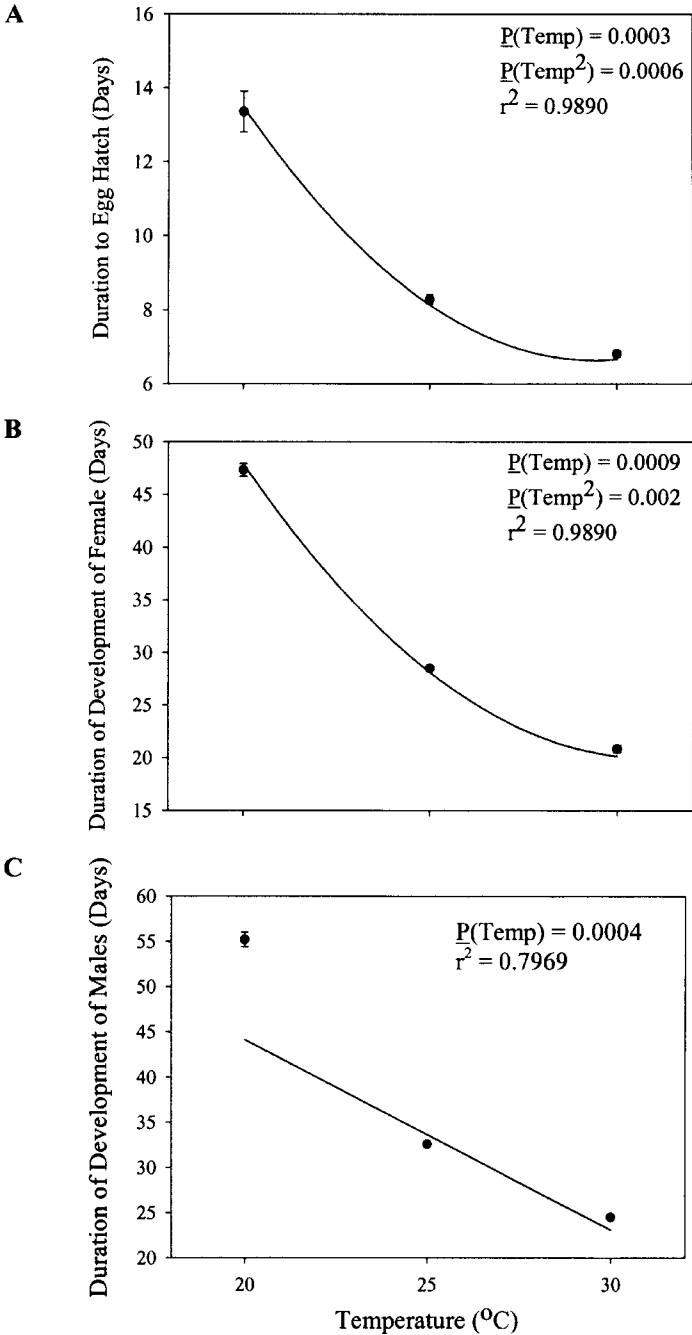 A
Duration to Egg Hatch (Days)
16
14
12
10
8
6
P(Temp) = 0.0003
P(Temp²) = 0.0006
r² = 0.9890
B
Duration of Development of Female (Days)
50
45
40
35
30
25
20
15
P(Temp) = 0.0009
P(Temp²) = 0.002
r² = 0.9890
C
Duration of Development of Males (Days)
60
55
50
45
40
35
30
25
20
P(Temp) = 0.0004
r² = 0.7969
20 25 30
Temperature (⁰C)